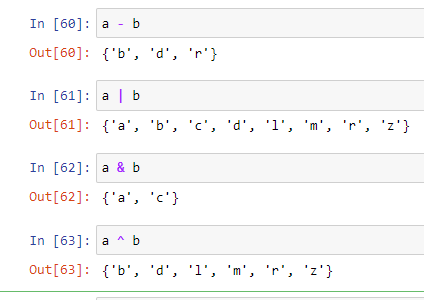 In [60]: a - b
Out[60]: {'b', 'd', 'r'}
In [61]: a | b
Out[61]: {'a', 'b', 'c', 'd', 'l', 'm', 'r', 'z'}
In [62]: a & b
Out[62]: {'a', 'c'}
In [63]: a ^ b
Out[63]: {'b', 'd', 'l', 'm', 'r', 'z'}